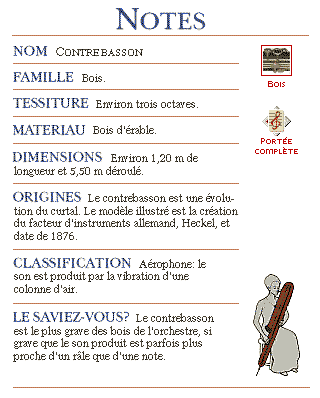 NOTES
NOM CONTREBASSON
FAMILLE Bois.
TESSITURE Environ trois octaves.
MATERIAU Bois d'érable.
DIMENSIONS Environ 1,20 m de
longueur et 5,50 m déroulé.
ORIGINES Le contrebasson est une évolu-
tion du curtal. Le modèle illustré est la création
du facteur d'instruments allemand, Heckel, et
date de 1876.
CLASSIFICATION Aérophone: le
son est produit par la vibration d'une
colonne d'air.
LE SAVIEZ-VOUS? Le contrebasson
est le plus grave des bois de l'orchestre, si
grave que le son produit est parfois plus
proche d'un râle que d'une note.
BOIS
PORTÉE
COMPLÈTE